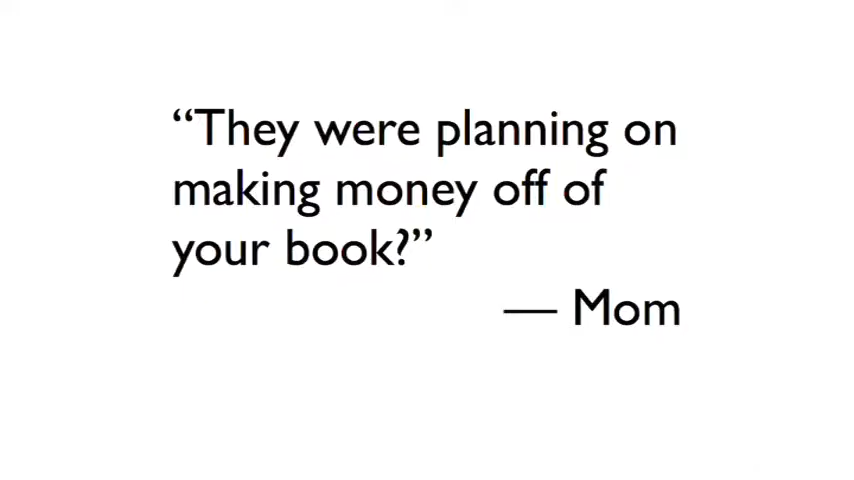 “They were planning on
making money off of
your book?”
— Mom